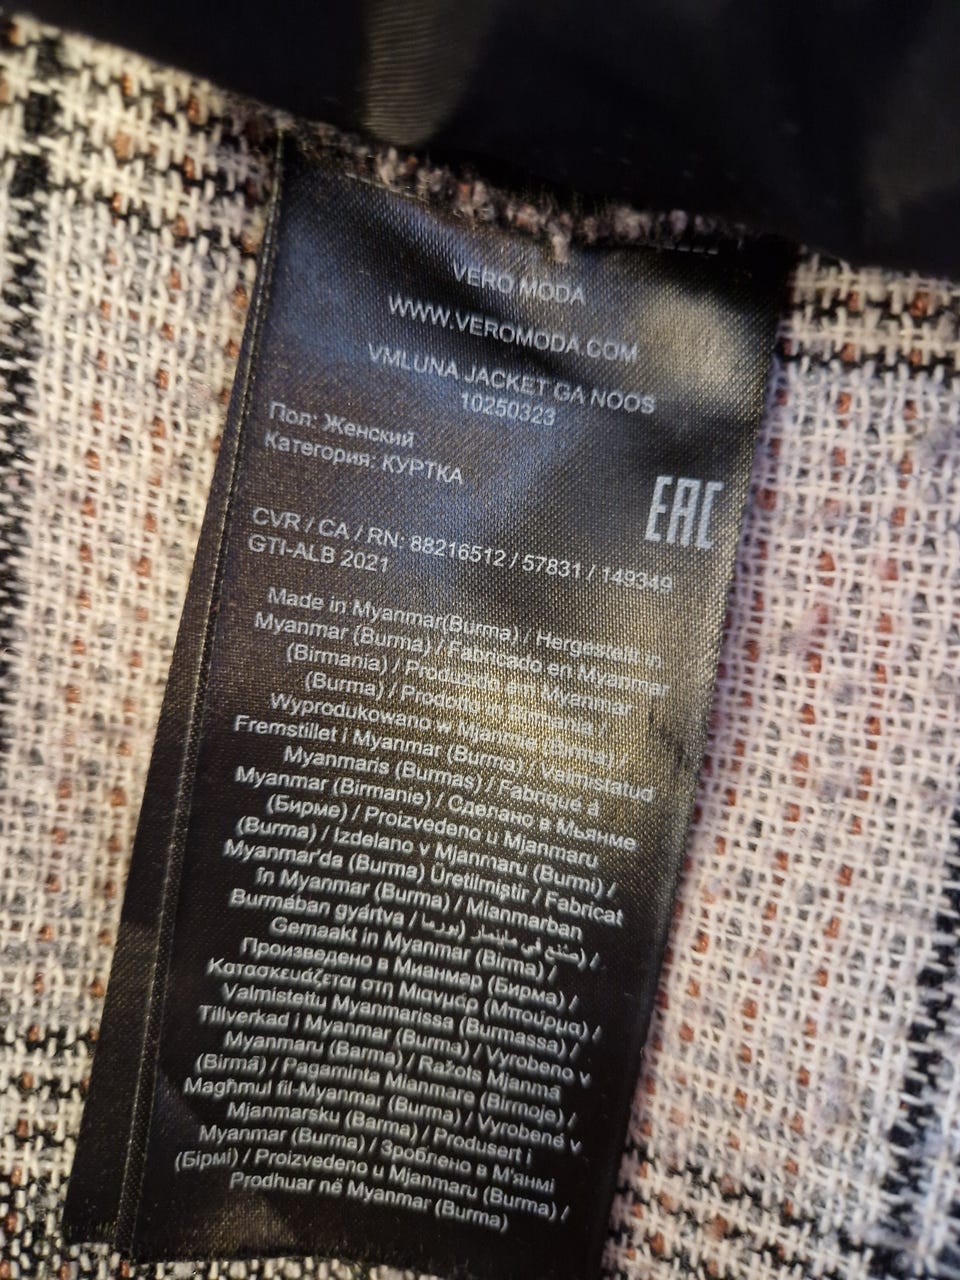 VERO MODA
WWW.VEROMODA.COM
VMLUNA JACKET GA NOOS
10250323
Пол: Женский
Категория: КУРТКА
EAC
CVR / CA / RN: 88216512 / 57831 / 149349
GTI-ALB 2021
Made in Myanmar(Burma) / Hergestellt in
Myanmar (Burma) / Fabricado en Myanmar
(Birmania) / Produzido em Myanmar
(Burma) / Prodotto in Birmania /
Wyprodukowano w Mjanmie (Birma) /
Fremstillet i Myanmar (Burma) / Valmistatud
Myanmaris (Burmas) / Fabriqué á
Myanmar (Birmanie) / Сделано в Мьянме
(Бирме) / Proizvedeno u Mjanmaru
(Burma) / Izdelano v Mjanmaru (Burmi) /
Myanmar'da (Burma) Üretilmiştir / Fabricat
în Myanmar (Burma) / Mianmarban
Burmában gyártva / صنع في ميانمار (بورما) /
Gemaakt in Myanmar (Birma) /
Произведено в Мианмар (Бирма) /
Κατασκευάζεται στη Μιανμάρ (Μπούρμα) /
Valmistettu Myanmarissa (Burmassa) /
Tillverkad i Myanmar (Burma) / Vyrobeno v
Myanmaru (Barma) / Ražots Mjanmā
(Birmā) / Pagaminta Mianmare (Birmoje) /
Magħmul fil-Myanmar (Burma) / Vyrobené v
Mjanmarsku (Barma) / Produsert i
Myanmar (Burma) / Зроблено в М'янмі
(Бірмі) / Proizvedeno u Mjanmaru (Burma) /
Prodhuar në Myanmar (Burma)